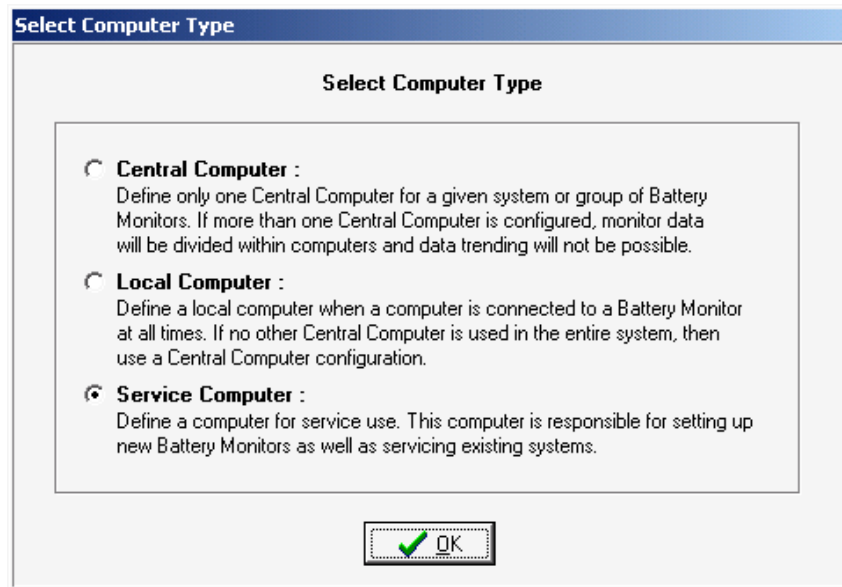 Select Computer Type
Select Computer Type
Central Computer :
Define only one Central Computer for a given system or group of Battery
Monitors. If more than one Central Computer is configured, monitor data
will be divided within computers and data trending will not be possible.
Local Computer :
Define a local computer when a computer is connected to a Battery Monitor
at all times. If no other Central Computer is used in the entire system, then
use a Central Computer configuration.
Service Computer :
Define a computer for service use. This computer is responsible for setting up
new Battery Monitors as well as servicing existing systems.
OK